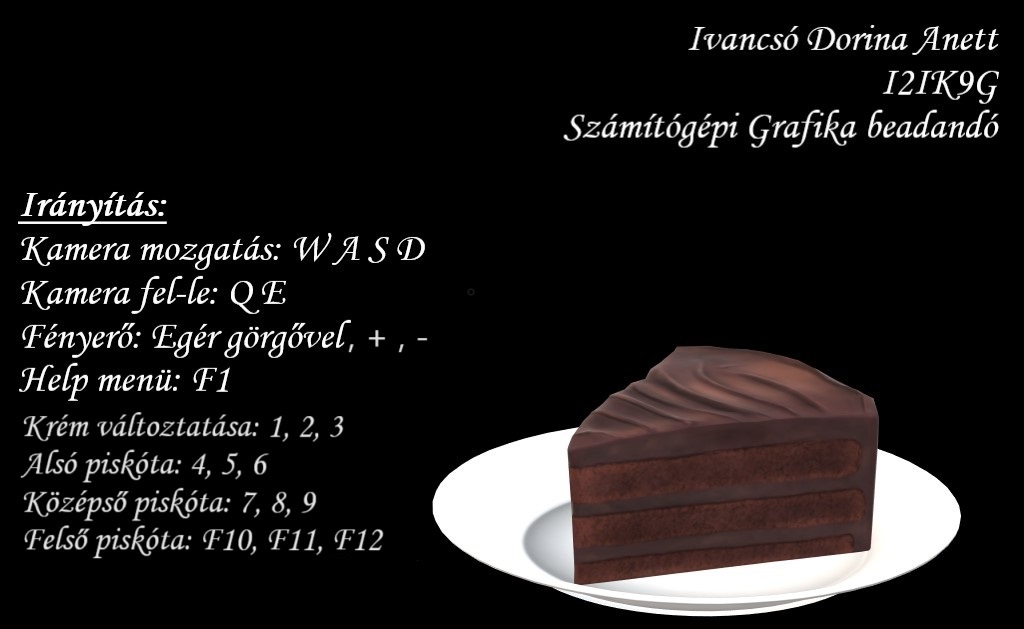 Ivancsó Dorina Anett
I2IK9G
Számítógépi Grafika beadandó
Irányítás:
Kamera mozgatás: W A S D
Kamera fel-le: Q E
Fényerő: Egér görgővel, + , -
Help menü: F1
Krém változtatása: 1, 2, 3
Alsó piskóta: 4, 5, 6
Középső piskóta: 7, 8, 9
Felső piskóta: F10, F11, F12